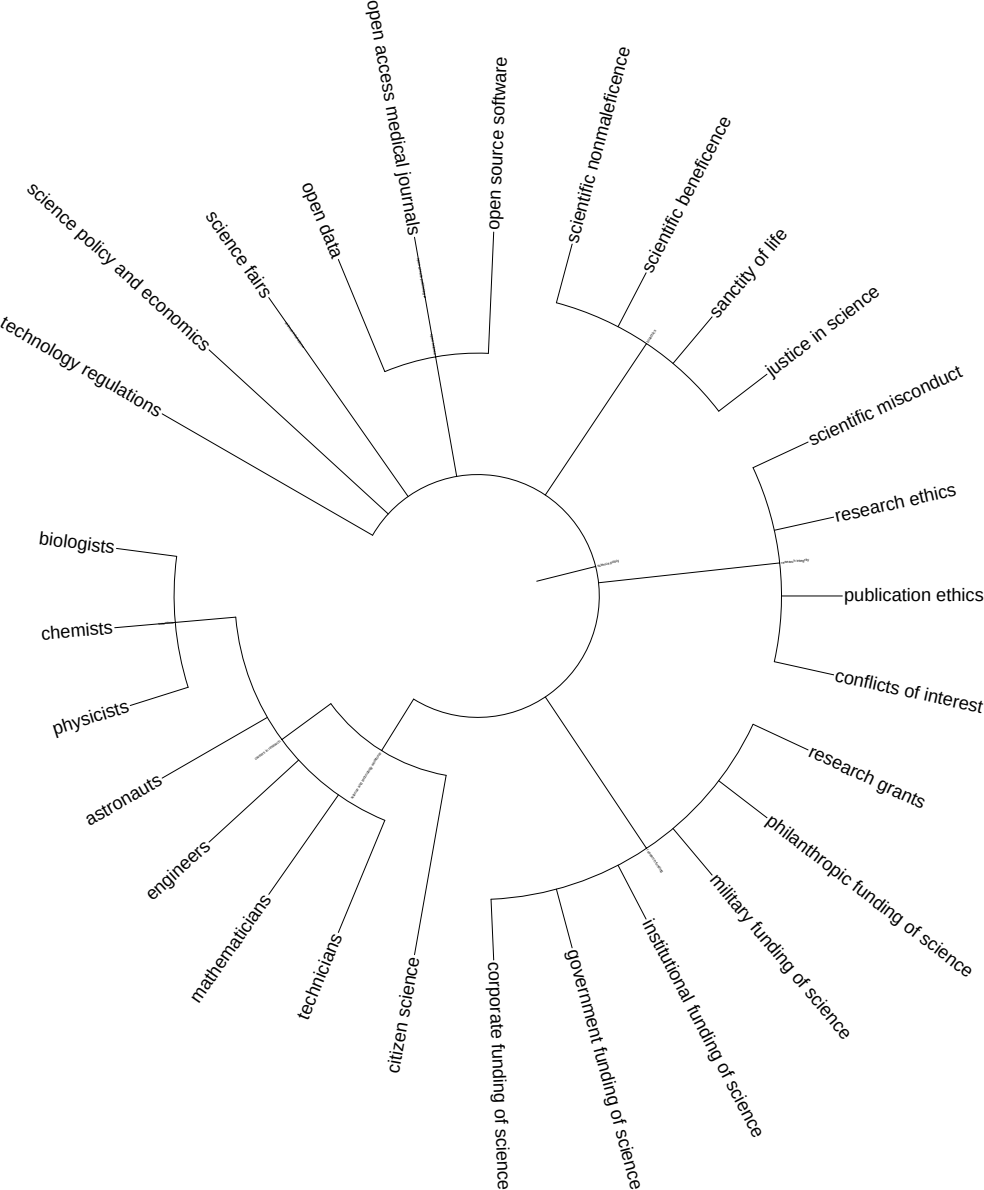 open access medical journals
open source software
scientific nonmaleficence
scientific beneficence
sanctity of life
justice in science
scientific misconduct
research ethics
publication ethics
conflicts of interest
research grants
philanthropic funding of science
military funding of science
institutional funding of science
government funding of science
corporate funding of science
citizen science
technicians
mathematicians
engineers
astronauts
physicists
chemists
biologists
technology regulations
science policy and economics
science fairs
open data